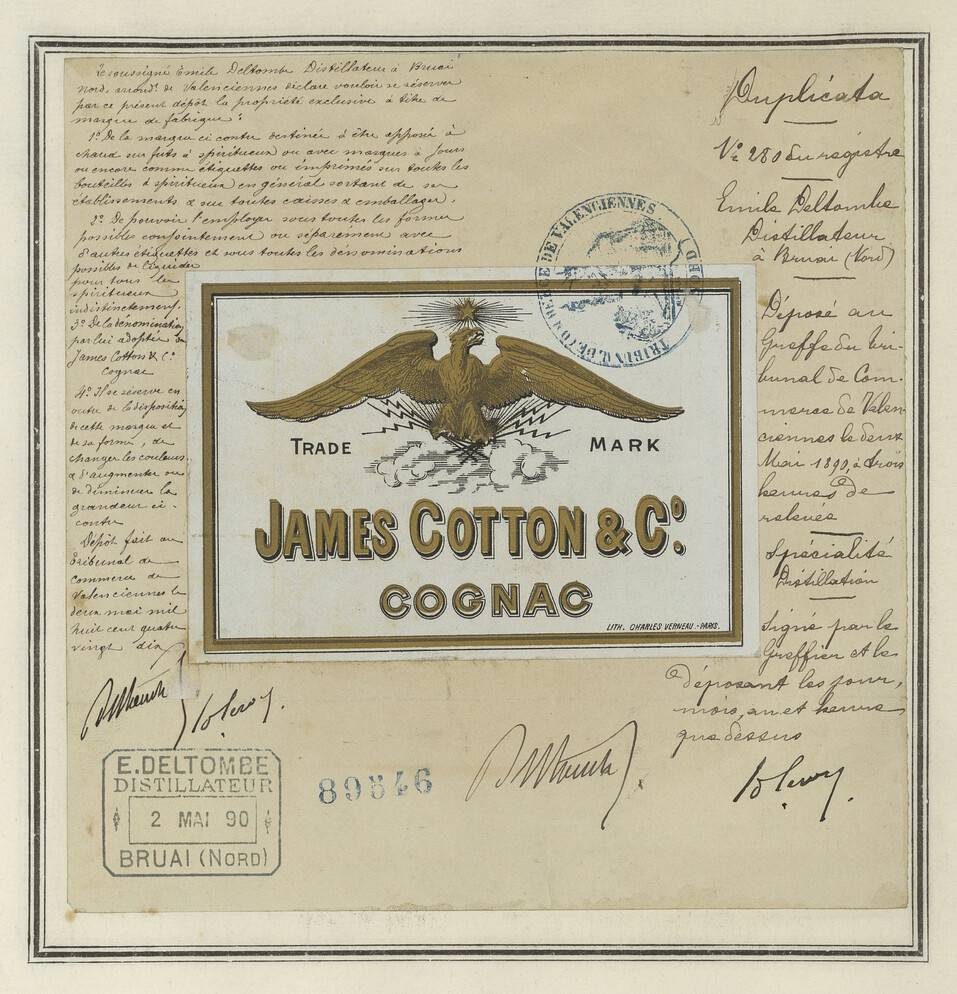 Le soussigné Emile Deltombe Distillateur à Bruai
Nord, arrondt de Valenciennes déclare vouloir se réserver
par ce présent dépôt la propriété exclusive à titre de
marque de fabrique :
1º De la marque ci contre destinée à être apposée à
chaud sur futs à spiritueux ou avec marques à jours
ou encore comme étiquettes ou imprimés sur toutes les
bouteilles à spiritueux en général sortant de ses
établissements & sur toutes caisses & emballages.
2º De pouvoir l'employer sous toutes les formes
possibles conjointement ou séparément avec
d'autres étiquettes et sous toutes les dénominations
possibles de liquides
pour tous les
spiritueux
indistinctement.
3º De la dénomination
par lui adoptée de
James Cotton & Cº
Cognac
4º Il se réserve en
outre de la disposition
de cette marque et
de sa forme, de
changer les couleurs
& d'augmenter ou
de diminuer la
grandeur ci-
contre
Dépôt fait au
Tribunal de
Commerce de
Valenciennes le
deux mai mil
huit cent quatre
vingt dix
Duplicata
Nº 280 du régistre
Emile Deltombe
Distillateur
à Bruai (Nord)
Déposé au
Greffe du Tri-
bunal de Com-
merce de Valen-
ciennes le deux
Mai 1890, à trois
heures de
relevée
Spécialité
Distillation
Signé par le
Greffier et le
déposant les jour,
mois, an et heure
que dessus
TRIBUNAL DE COMMERCE DE VALENCIENNES (NORD)
TRADE MARK
JAMES COTTON & Cº.
COGNAC
LITH. CHARLES VERNEAU.-PARIS.
E. DELTOMBE
DISTILLATEUR
2 MAI 90
BRUAI (NORD)
89546